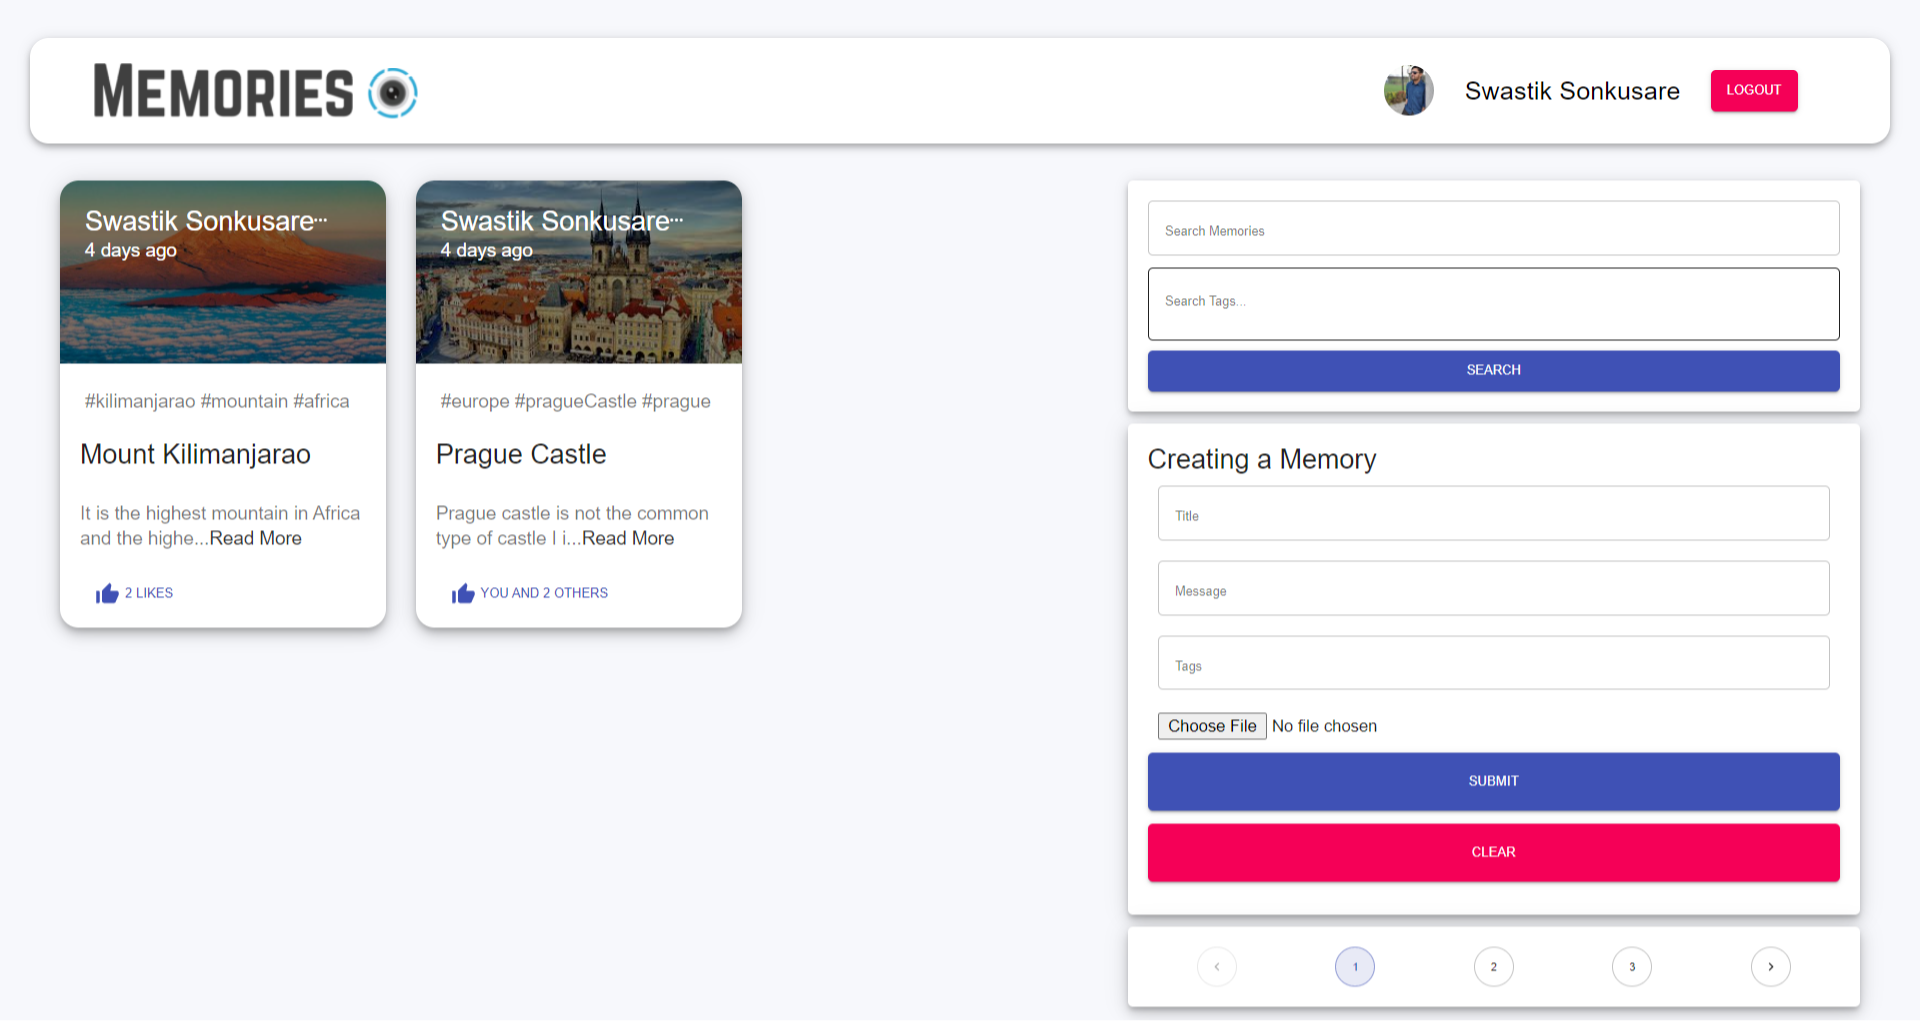 MEMORIES
Swastik Sonkusare
LOGOUT
Swastik Sonkusare...
4 days ago
#kilimanjarao #mountain #africa
Mount Kilimanjarao
It is the highest mountain in Africa
and the highe...Read More
2 LIKES
Swastik Sonkusare...
4 days ago
#europe #pragueCastle #prague
Prague Castle
Prague castle is not the common
type of castle I i...Read More
YOU AND 2 OTHERS
Search Memories
Search Tags...
SEARCH
Creating a Memory
Title
Message
Tags
Choose File No file chosen
SUBMIT
CLEAR
‹ 1 2 3 ›